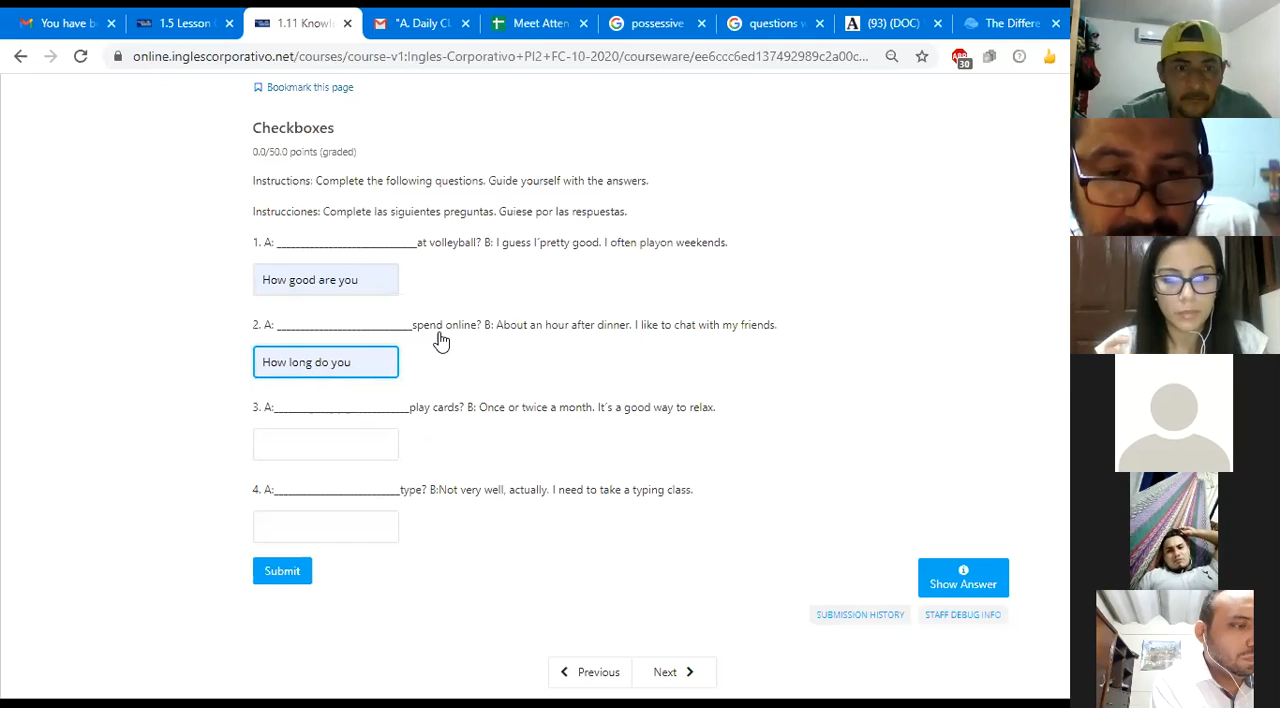 You have b
1.5 Lesson
1.11 Know
"A. Daily Cl
Meet Atten
possessive
questions w
(93) (DOC)
The Differe
online.inglescorporativo.net/courses/course-v1:Ingles-Corporativo+PI2+FC-10-2020/courseware/ee6ccc6ed137492989c2a00c...
30
Bookmark this page
Checkboxes
0.0/50.0 points (graded)
Instructions: Complete the following questions. Guide yourself with the answers.
Instrucciones: Complete las siguientes preguntas. Guiese por las respuestas.
1. A: ____________________________at volleyball? B: I guess I´pretty good. I often playon weekends.
How good are you
2. A: ___________________________spend online? B: About an hour after dinner. I like to chat with my friends.
How long do you
3. A:___________________________play cards? B: Once or twice a month. It´s a good way to relax.
4. A:_________________________type? B:Not very well, actually. I need to take a typing class.
Submit
Show Answer
SUBMISSION HISTORY
STAFF DEBUG INFO
Previous
Next